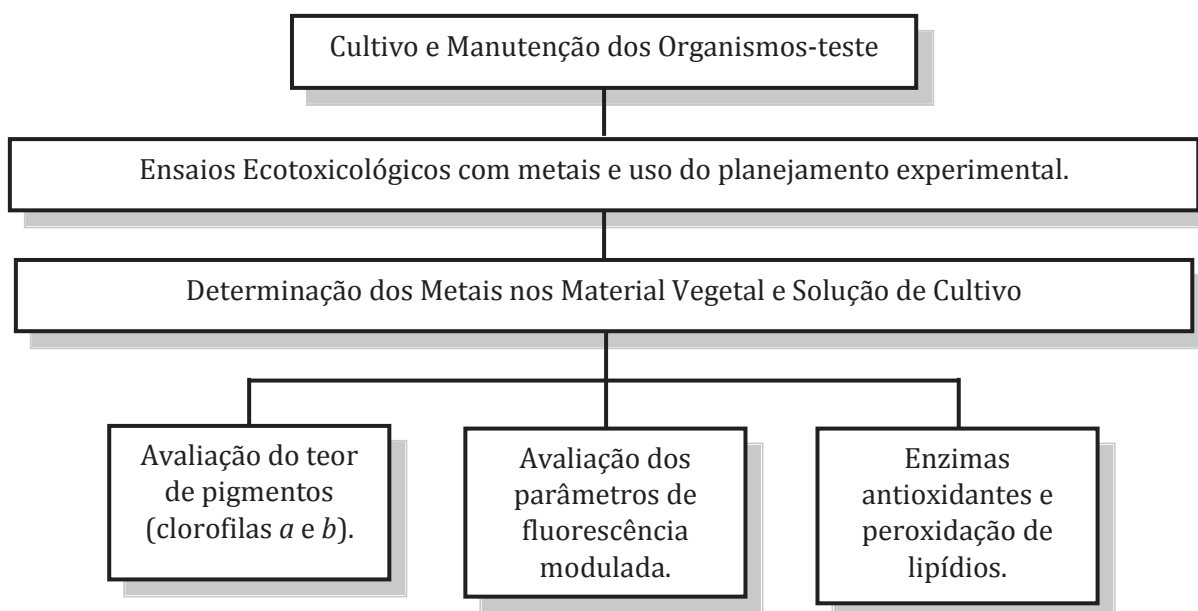 Cultivo e Manutenção dos Organismos-teste
Ensaios Ecotoxicológicos com metais e uso do planejamento experimental.
Determinação dos Metais nos Material Vegetal e Solução de Cultivo
Avaliação do teor
de pigmentos
(clorofilas a e b).
Avaliação dos
parâmetros de
fluorescência
modulada.
Enzimas
antioxidantes e
peroxidação de
lipídios.